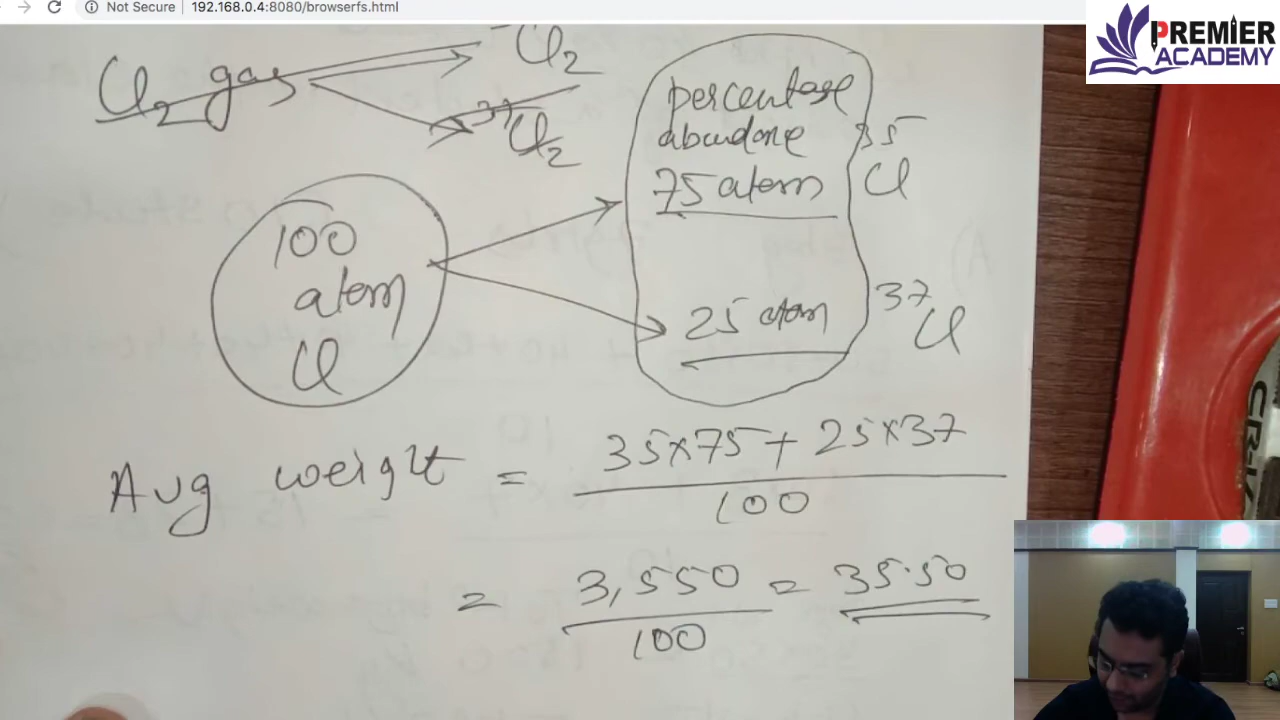 Not Secure | 192.168.0.4:8080/browserfs.html
PREMIER
ACADEMY
Cl2 gas
Cl2
37Cl2
percentage
abundane
75 atom
35Cl
100
atom
Cl
25 atom
37Cl
Avg weight = 35×75 + 25×37
100
= 3,550 = 35.50
100